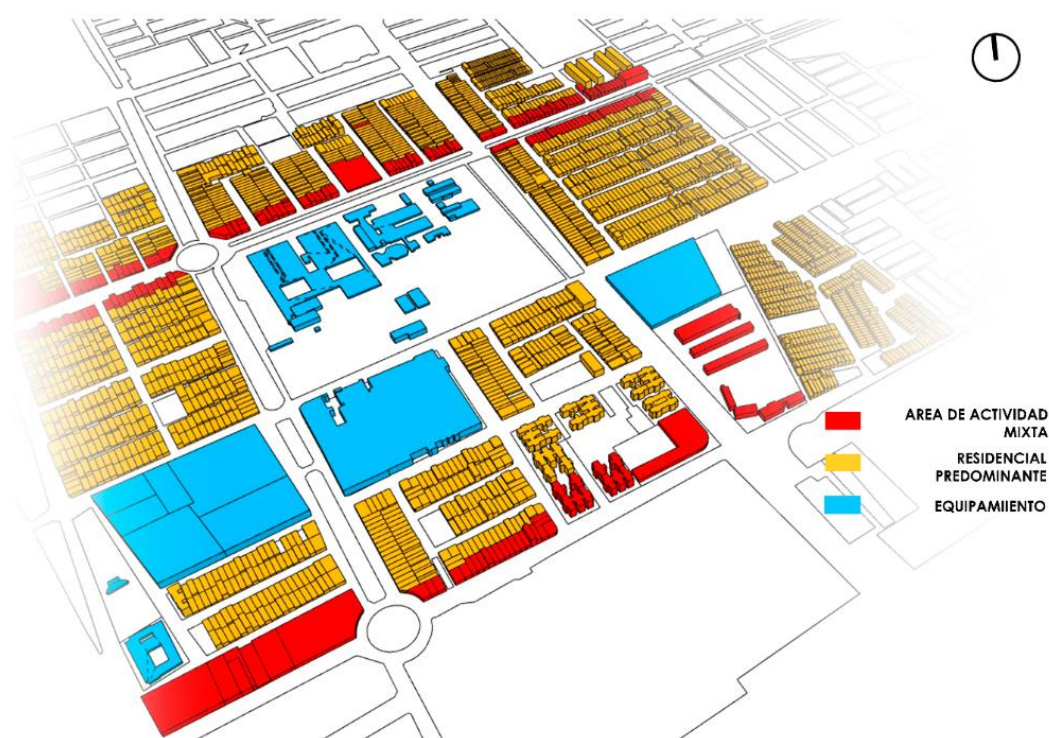 AREA DE ACTIVIDAD
MIXTA
RESIDENCIAL
PREDOMINANTE
EQUIPAMIIENTO